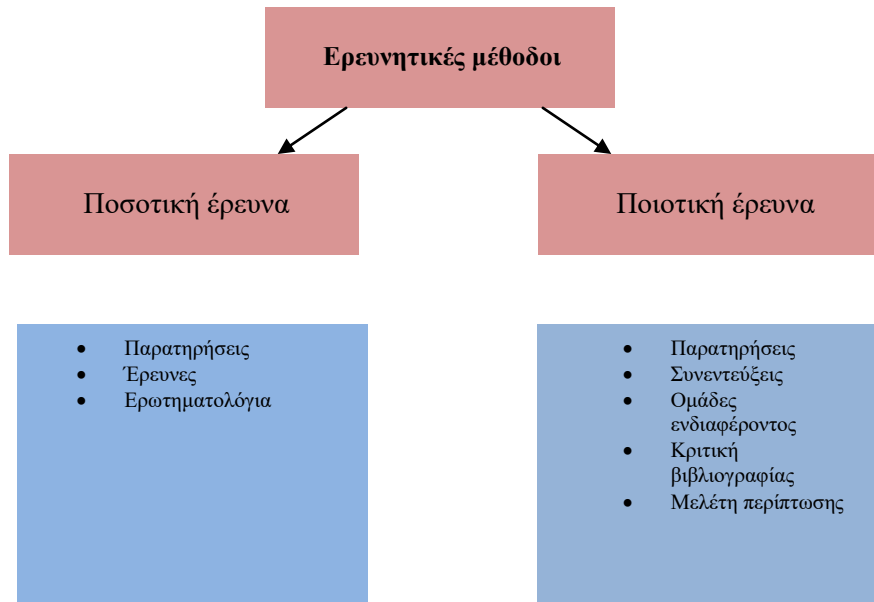 Ερευνητικές μέθοδοι
Ποσοτική έρευνα
Ποιοτική έρευνα
• Παρατηρήσεις
• Έρευνες
• Ερωτηματολόγια
• Παρατηρήσεις
• Συνεντεύξεις
• Ομάδες
ενδιαφέροντος
• Κριτική
βιβλιογραφίας
• Μελέτη περίπτωσης